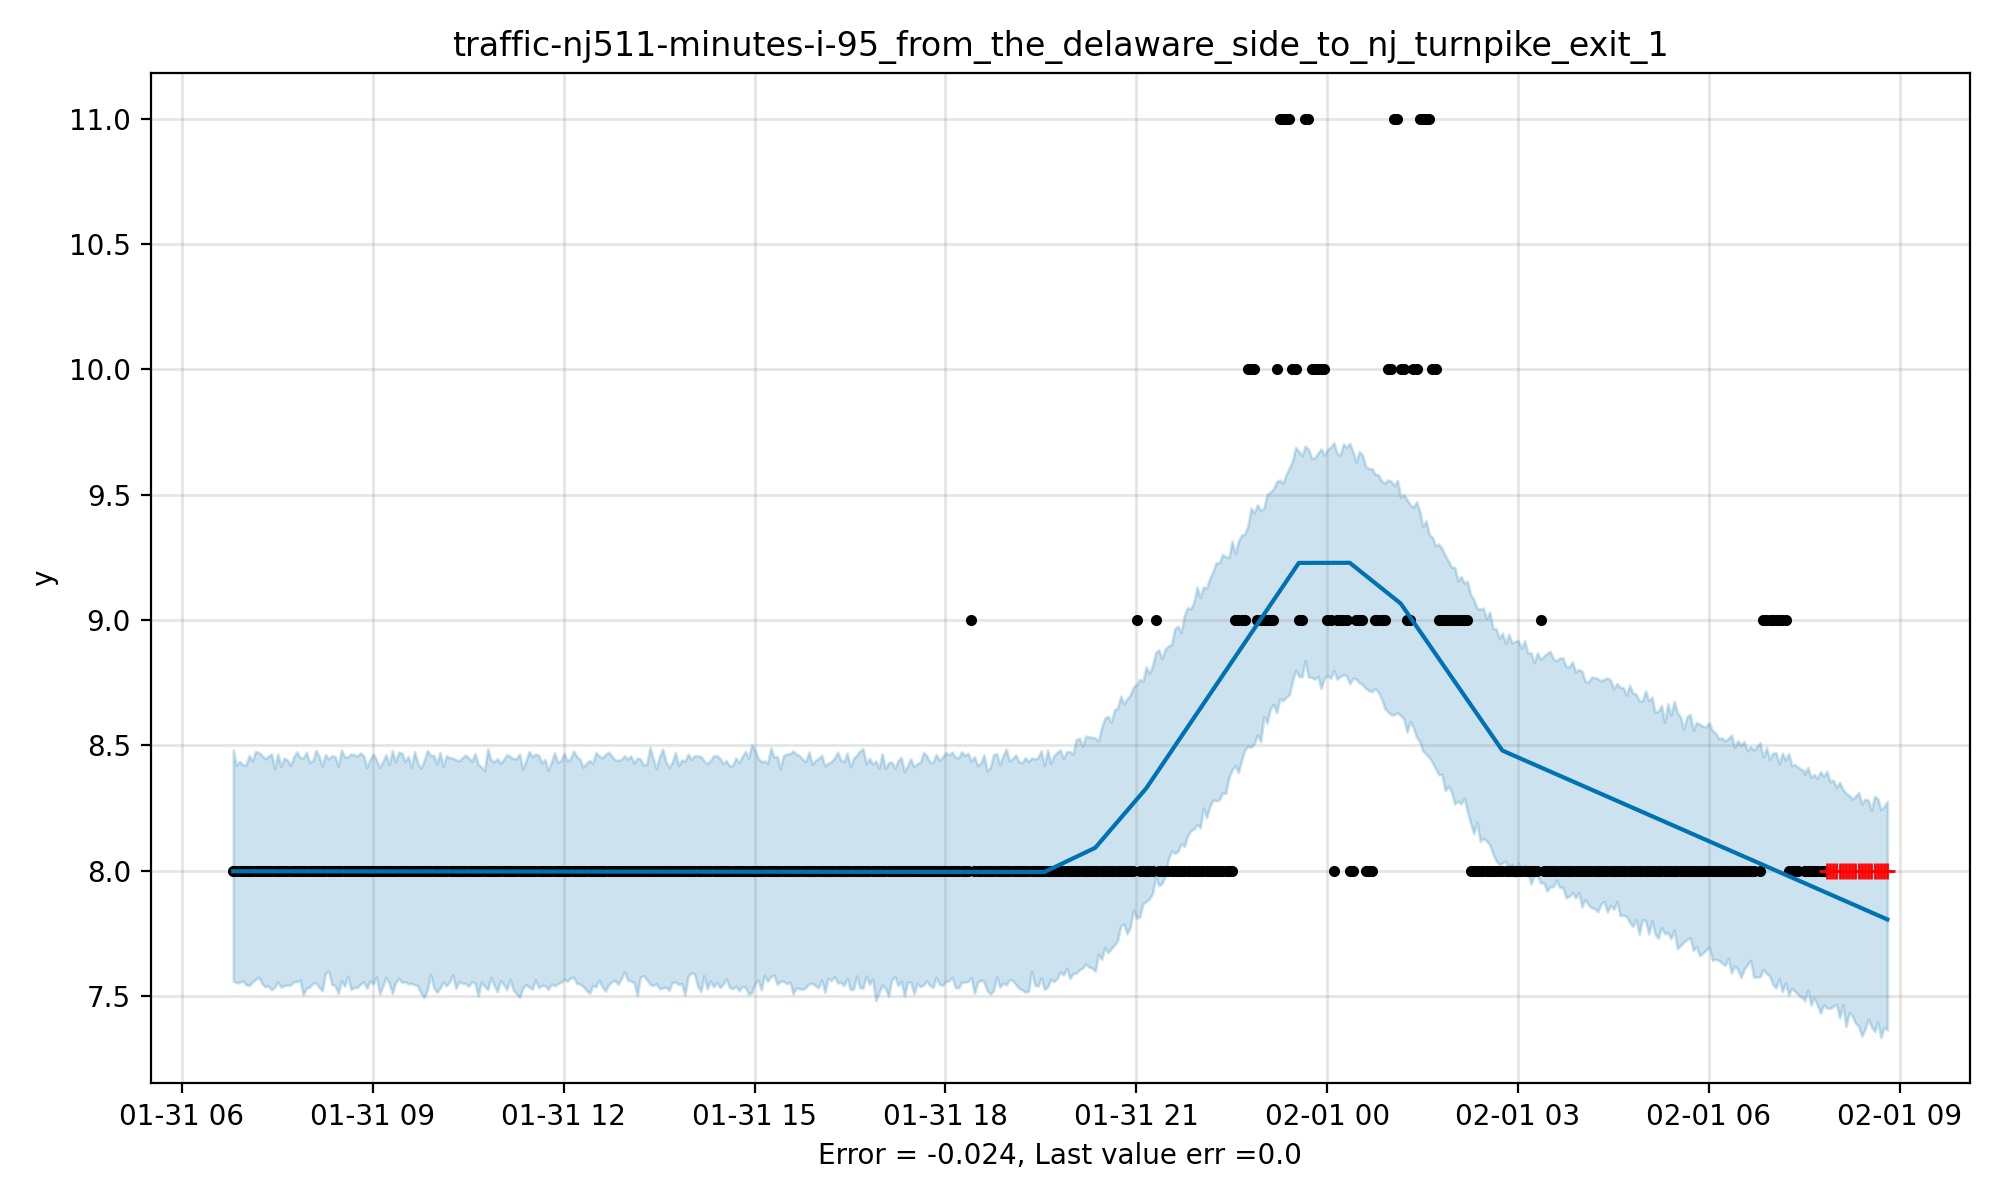 traffic-nj511-minutes-i-95_from_the_delaware_side_to_nj_turnpike_exit_1
11.0
10.5
10.0
9.5
9.0
8.5
8.0
7.5
y
01-31 06 01-31 09 01-31 12 01-31 15 01-31 18 01-31 21 02-01 00 02-01 03 02-01 06 02-01 09
Error = -0.024, Last value err =0.0